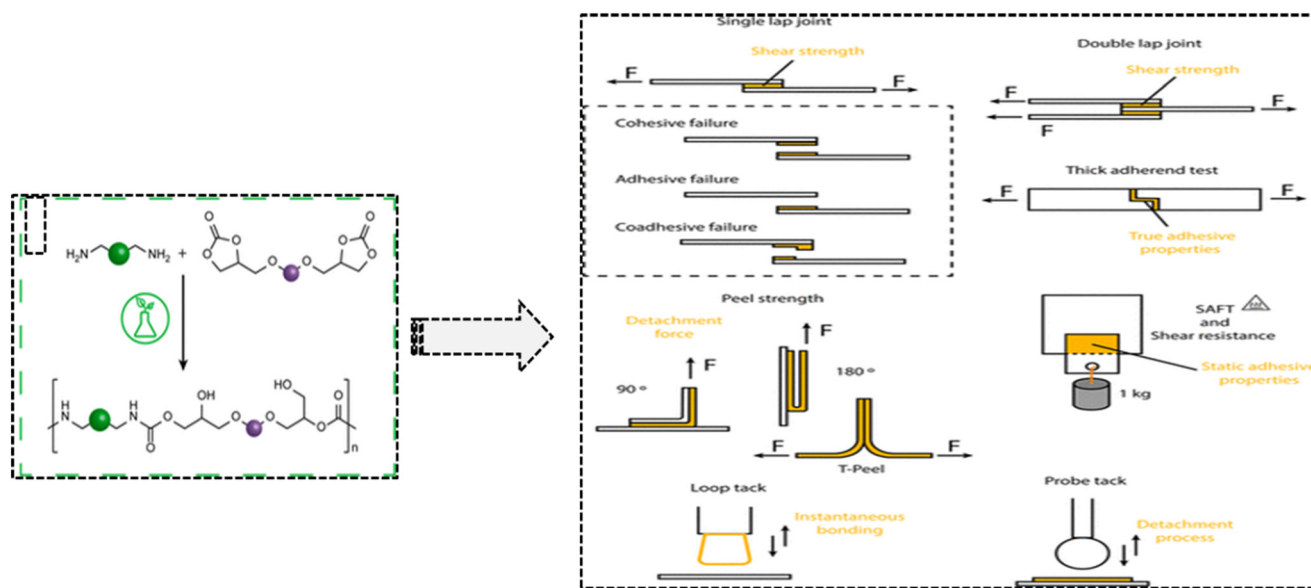 H₂N
NH₂
+
O
O
O
O
O
O
O
O
H
N
H
N
O
O
OH
O
O
HO
O
O
n
Single lap joint
Shear strength
F
F
Cohesive failure
Adhesive failure
Coadhesive failure
Double lap joint
Shear strength
F
F
F
Thick adherend test
F
F
True adhesive
properties
Peel strength
Detachment
force
F
90 º
F
180 º
F
F
T-Peel
SAFT
and
Shear resistance
Static adhesive
properties
1 kg
Loop tack
Instantaneous
bonding
Probe tack
Detachment
process